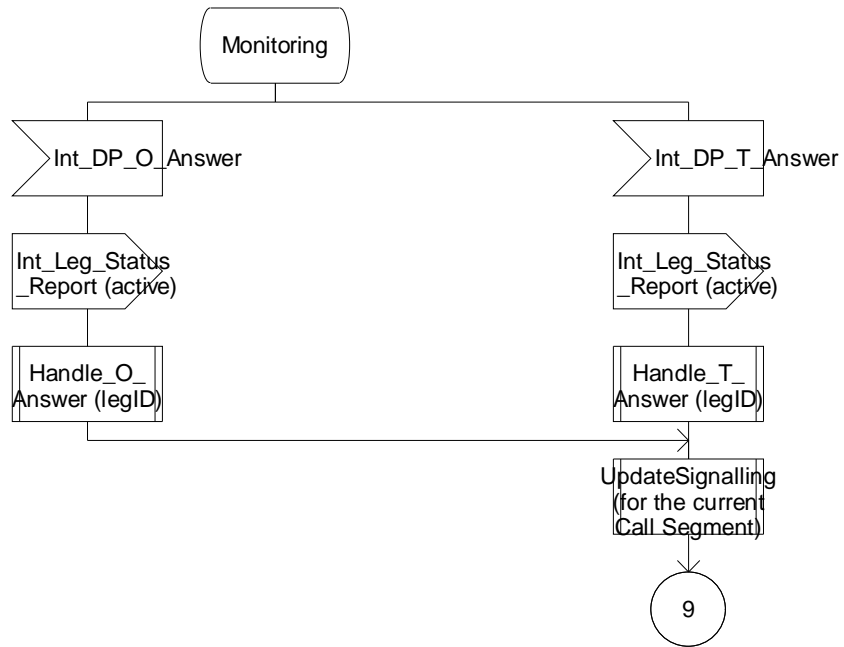 Monitoring
Int_DP_O_Answer
Int_DP_T_Answer
Int_Leg_Status
_Report (active)
Int_Leg_Status
_Report (active)
Handle_O_
Answer (legID)
Handle_T_
Answer (legID)
UpdateSignalling
(for the current
Call Segment)
9